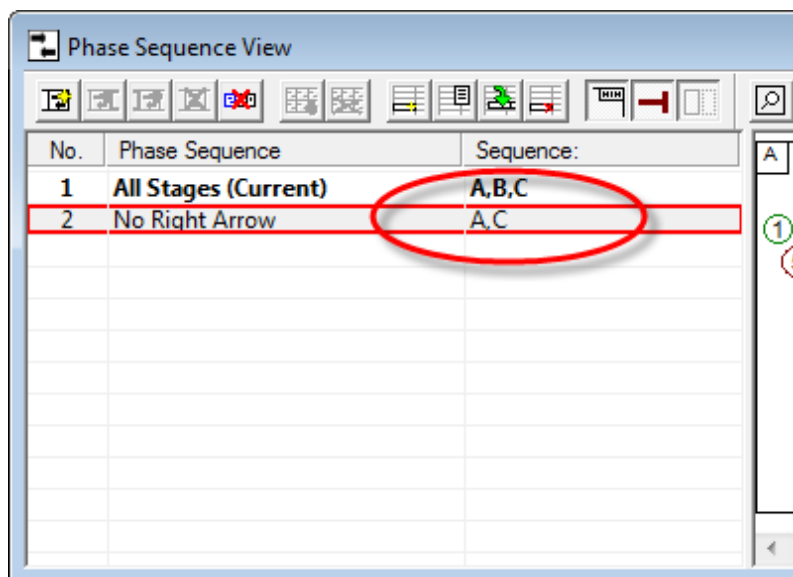 Phase Sequence View
No. Phase Sequence Sequence:
1 All Stages (Current) A,B,C
2 No Right Arrow A,C
A
1